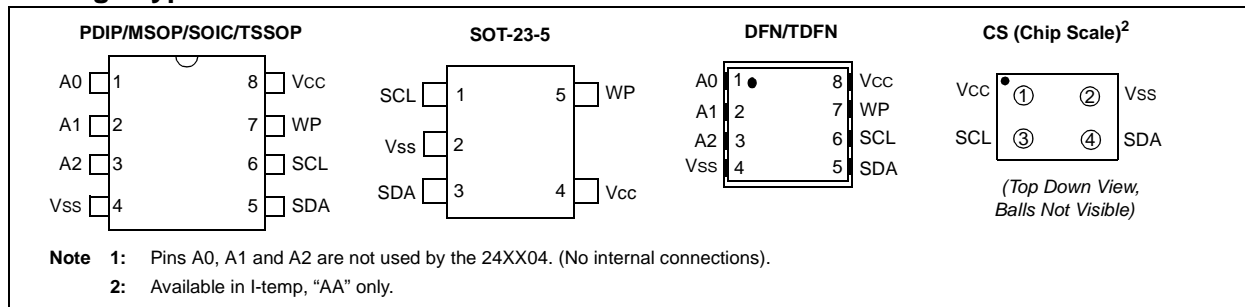 PDIP/MSOP/SOIC/TSSOP
A0 1 8 VCC
A1 2 7 WP
A2 3 6 SCL
VSS 4 5 SDA
SOT-23-5
SCL 1 5 WP
Vss 2
SDA 3 4 Vcc
DFN/TDFN
A0 1 8 VCC
A1 2 7 WP
A2 3 6 SCL
VSS 4 5 SDA
CS (Chip Scale)2
VCC 1 2 VSS
SCL 3 4 SDA
(Top Down View,
Balls Not Visible)
Note 1: Pins A0, A1 and A2 are not used by the 24XX04. (No internal connections).
2: Available in I-temp, “AA” only.